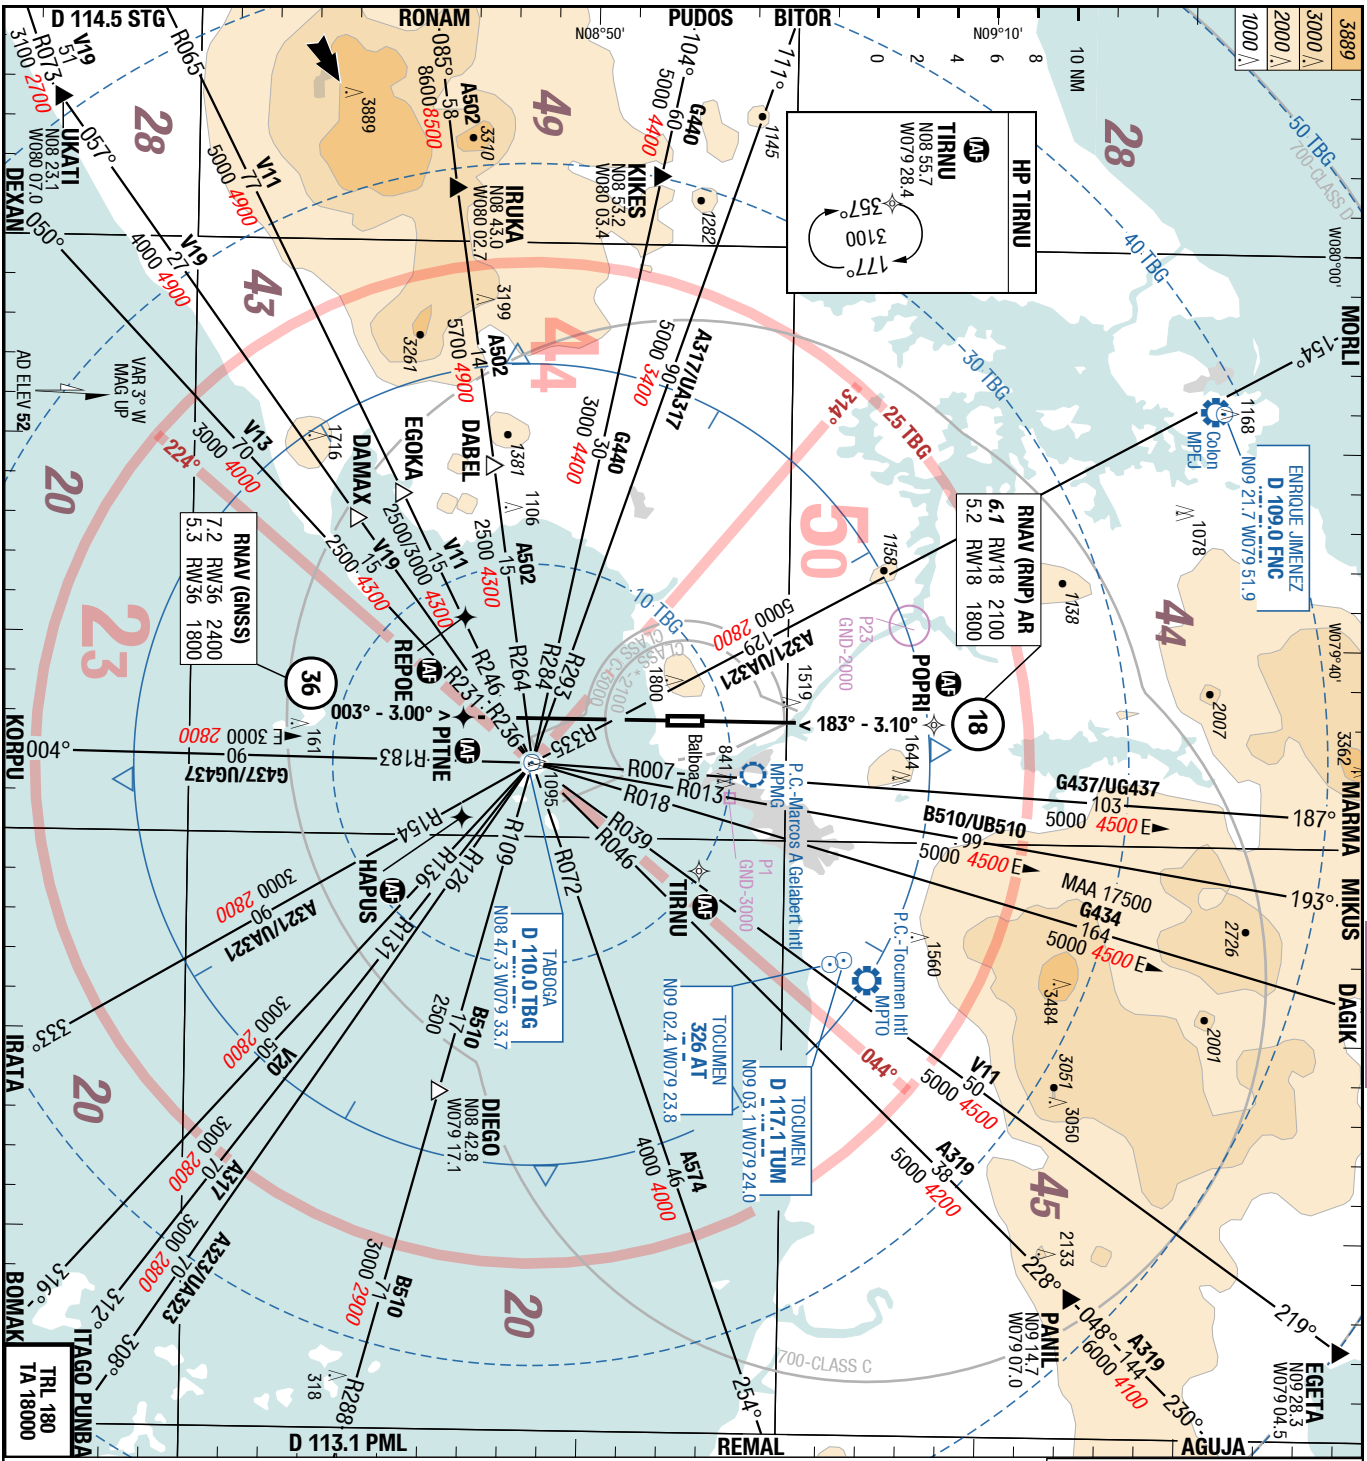 D 114.5 STG
RONAM
PUDOS
BITOR
N08°50'
N09°10'
0
2
4
6
8
10 NM
3889
3000
2000
1000
50 TBG
700-CLASS D
40 TBG
30 TBG
25 TBG
10 TBG
W080°00'
W079°40'
HP TIRNU
IAF
TIRNU
N08 55.7
W079 28.4
357°
3100
177°
V19
51
R073
3100 2700
UKATI
N08 23.1
W080 07.0
057°
V19
27
4000 4900
R065
V11
77
5000 4900
28
43
49
44
50
28
44
45
20
23
20
20
3889
085°
A502
58
8600 8500
3310
IRUKA
N08 43.0
W080 02.7
3199
3261
A502
14
5700 4900
104°
G440
60
5000 4400
KIKES
N08 53.2
W080 03.4
111°
1145
1282
A317/UA317
90
5000 3400
G440
30
3000 4400
314°
MORLI
154°
1168
Colon
MPEJ
ENRIQUE JIMENEZ
D 109.0 FNC
N09 21.7 W079 51.9
1078
1138
1158
2007
3362
DEXAN
050°
V13
70
3000 4000
AD ELEV 52
VAR 3° W
MAG UP
224°
1716
DAMAX
EGOKA
DABEL
1381
1106
V19
15
2500 4300
V11
15
2500/3000 4300
A502
15
2500 4300
RNAV (GNSS)
7.2 RW36 2400
5.3 RW36 1800
36
RNAV (RNP) AR
6.1 RW18 2100
5.2 RW18 1800
18
A321/UA321
29
5000 2800
P23
GND-2000
CLASS C-3000
CLASS -2100
1800
1519
IAF
POPRI
1644
< 183° - 3.10°
003° - 3.00° >
IAF
REPOE
IAF
PITNE
R231
R246
R236
R264
R284
R293
R335
R183
R154
R136
R131
R126
R109
R072
R046
R039
R018
R013
R007
1095
Balboa
841
P.C.-Marcos A Gelabert Intl
MPMG
P1
GND-3000
161
KORPU
004°
G437/UG437
90
E 3000 2800
G437/UG437
103
5000 4500 E
187°
MARMA
B510/UB510
99
5000 4500 E
193°
MIKUS
MAA 17500
G434
164
5000 4500 E
DAGIK
2726
3484
2001
3051
3050
1560
P.C.-Tocumen Intl
MPTO
IAF
HAPUS
A321/UA321
90
3000 2800
333°
IRATA
IAF
TIRNU
TABOGA
D 110.0 TBG
N08 47.3 W079 33.7
TOCUMEN
326 AT
N09 02.4 W079 23.8
TOCUMEN
D 117.1 TUM
N09 03.1 W079 24.0
044°
B510
17
2500
DIEGO
N08 42.8
W079 17.1
V20
50
3000 2800
A317
70
3000 2800
A323/UA323
70
3000 2800
B510
71
3000 2900
A574
46
4000 4000
V11
50
5000 4500
A319
38
5000 4200
2133
228°
PANIL
N09 14.7
W079 07.0
048°
A319
144
6000 4100
230°
AGUJA
219°
EGETA
N09 28.3
W079 04.5
700-CLASS C
254°
REMAL
R288
318
D 113.1 PML
316°
BOMAK
312°
308°
ITAGO PUNBA
TRL 180
TA 18000